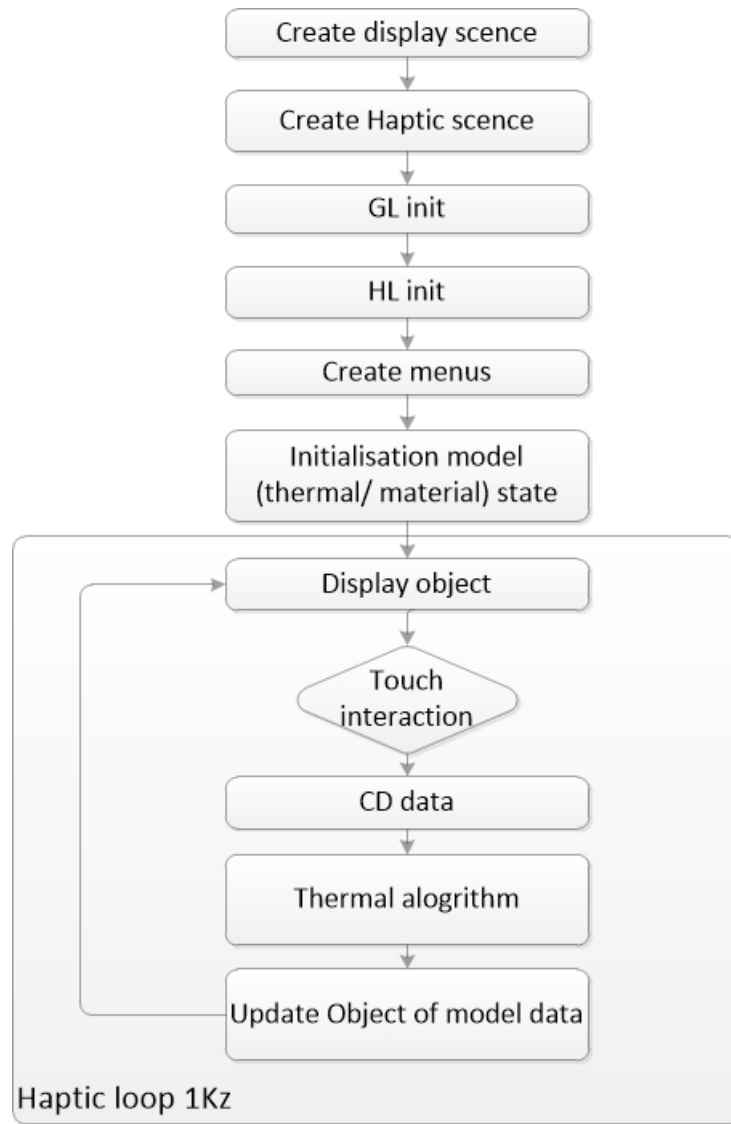 Create display scence
Create Haptic scence
GL init
HL init
Create menus
Initialisation model
(thermal/ material) state
Display object
Touch
interaction
CD data
Thermal alogrithm
Update Object of model data
Haptic loop 1Kz